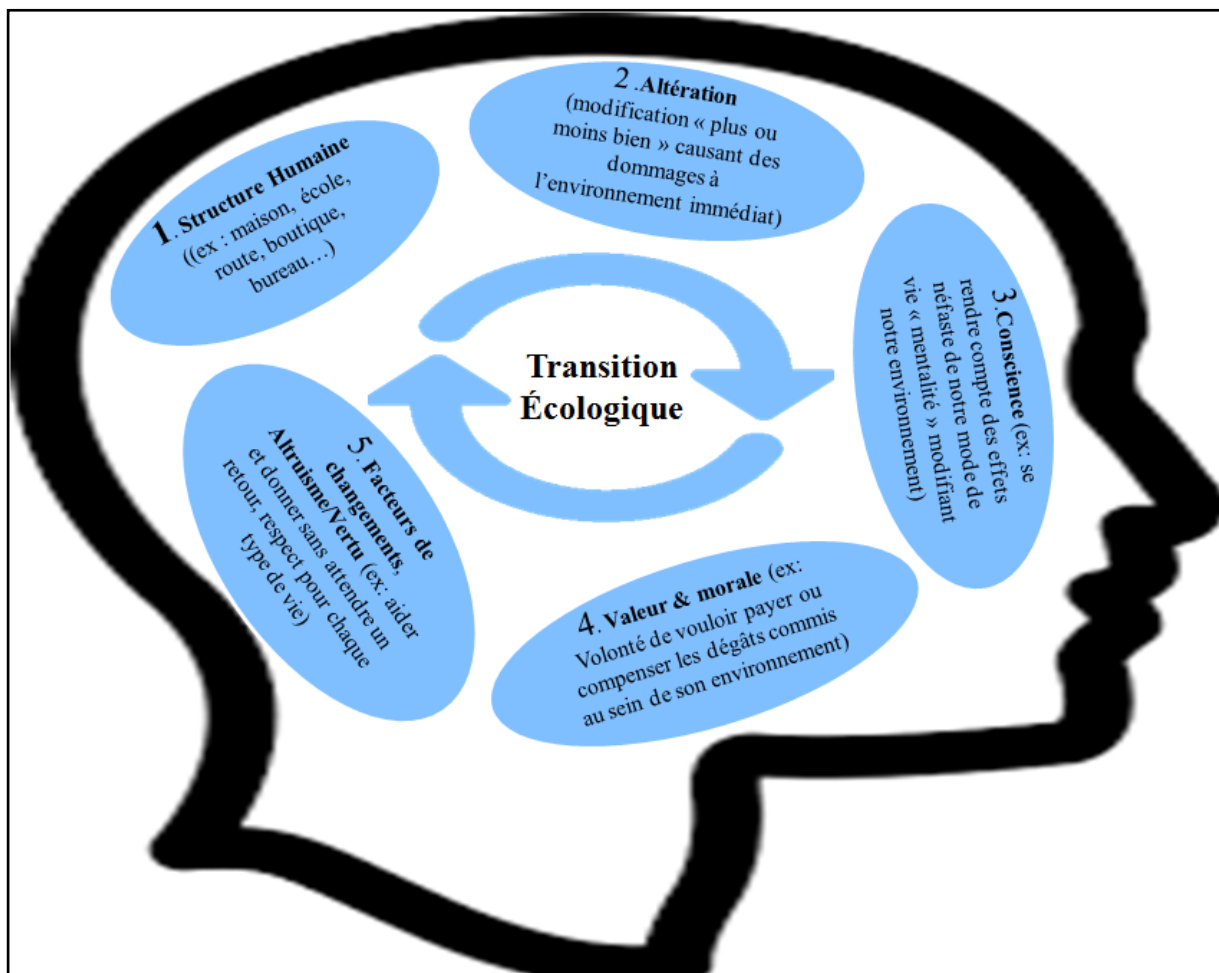 1. Structure Humaine
((ex : maison, école,
route, boutique,
bureau…)
2 .Altération
(modification « plus ou
moins bien » causant des
dommages à
l’environnement immédiat)
3.Conscience (ex: se
rendre compte des effets
néfaste de notre mode de
vie « mentalité » modifiant
notre environnement)
4. Valeur & morale (ex:
Volonté de vouloir payer ou
compenser les dégâts commis
au sein de son environnement)
5. Facteurs de
changements,
Altruisme/Vertu (ex: aider
et donner sans attendre un
retour, respect pour chaque
type de vie)
Transition
Écologique